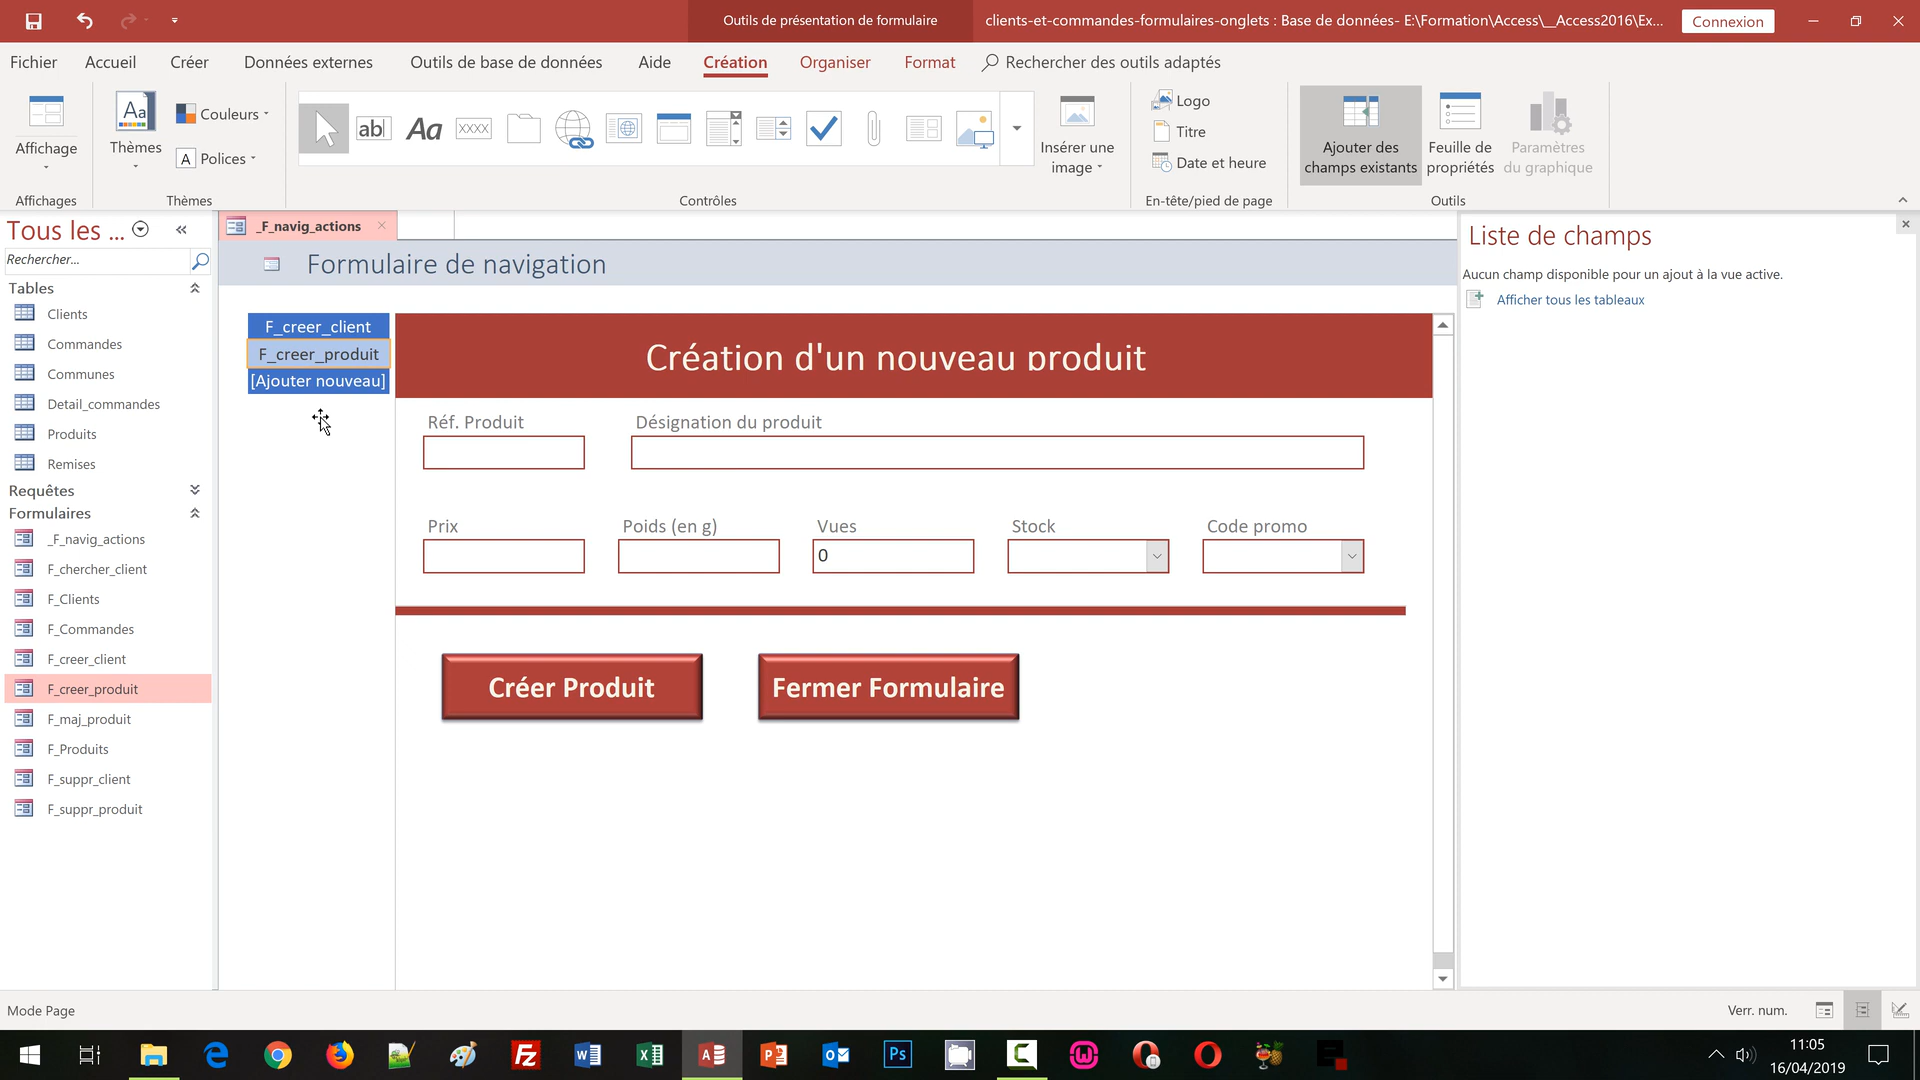 Outils de présentation de formulaire
clients-et-commandes-formulaires-onglets : Base de données- E:\Formation\Access\__Access2016\Ex...
Connexion
Fichier Accueil Créer Données externes Outils de base de données Aide Création Organiser Format Rechercher des outils adaptés
Affichage
Affichages
Aa
Thèmes
Couleurs
A Polices
Thèmes
ab
Aa
XXXX
Contrôles
Insérer une
image
Logo
Titre
Date et heure
En-tête/pied de page
Ajouter des
champs existants
Feuille de
propriétés
Paramètres
du graphique
Outils
Tous les ...
Rechercher...
Tables
Clients
Commandes
Communes
Detail_commandes
Produits
Remises
Requêtes
Formulaires
_F_navig_actions
F_chercher_client
F_Clients
F_Commandes
F_creer_client
F_creer_produit
F_maj_produit
F_Produits
F_suppr_client
F_suppr_produit
_F_navig_actions
Formulaire de navigation
F_creer_client
F_creer_produit
[Ajouter nouveau]
Création d'un nouveau produit
Réf. Produit
Désignation du produit
Prix
Poids (en g)
Vues
Stock
Code promo
0
Créer Produit
Fermer Formulaire
Liste de champs
Aucun champ disponible pour un ajout à la vue active.
Afficher tous les tableaux
Mode Page
Verr. num.
11:05
16/04/2019